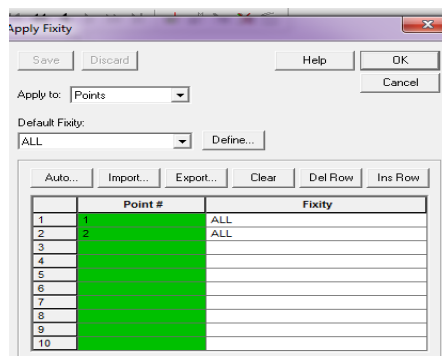 Apply Fixity
Save Discard Help OK
Cancel
Apply to: Points
Default Fixity:
ALL Define...
Auto... Import... Export... Clear Del Row Ins Row
Point # Fixity
1 1 ALL
2 2 ALL
3
4
5
6
7
8
9
10